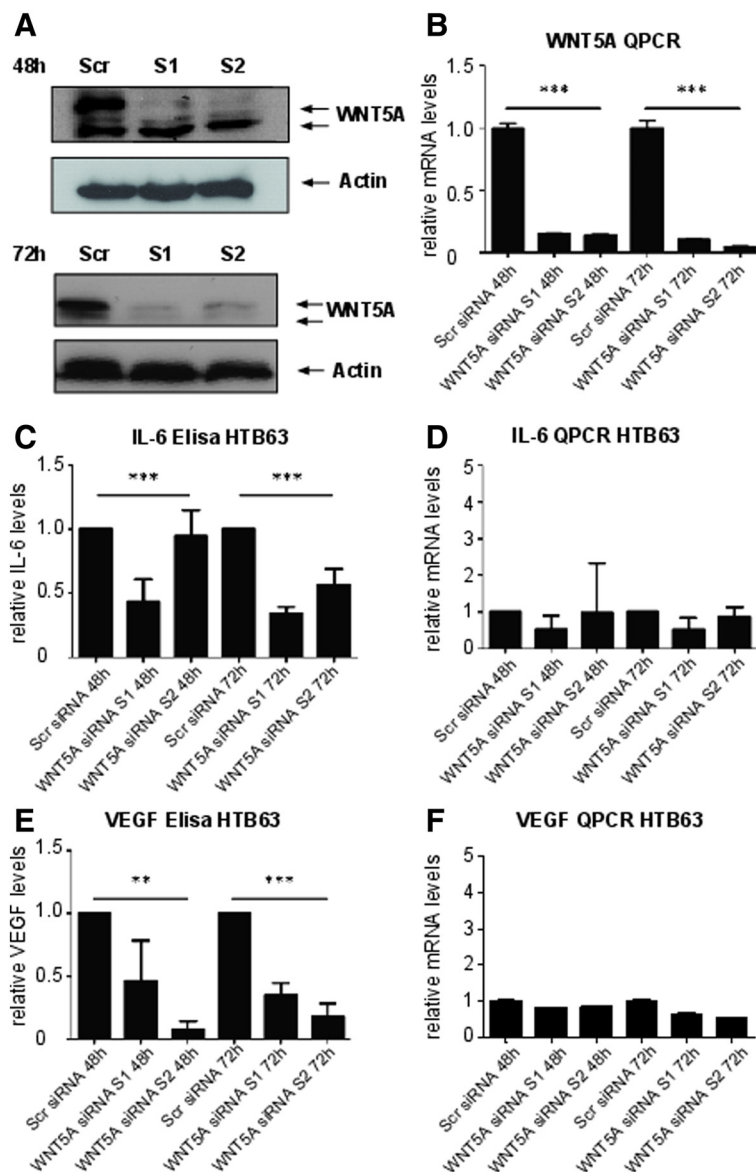 A
48h Scr S1 S2
WNT5A
Actin
72h Scr S1 S2
WNT5A
Actin
B
WNT5A QPCR
relative mRNA levels
1.5
1.0
0.5
0
***
***
Scr siRNA 48h
WNT5A siRNA S1 48h
WNT5A siRNA S2 48h
Scr siRNA 72h
WNT5A siRNA S1 72h
WNT5A siRNA S2 72h
C
IL-6 Elisa HTB63
relative IL-6 levels
1.5
1.0
0.5
0
***
***
Scr siRNA 48h
WNT5A siRNA S1 48h
WNT5A siRNA S2 48h
Scr siRNA 72h
WNT5A siRNA S1 72h
WNT5A siRNA S2 72h
D
IL-6 QPCR HTB63
relative mRNA levels
5
4
3
2
1
0
Scr siRNA 48h
WNT5A siRNA S1 48h
WNT5A siRNA S2 48h
Scr siRNA 72h
WNT5A siRNA S1 72h
WNT5A siRNA S2 72h
E
VEGF Elisa HTB63
relative VEGF levels
1.5
1.0
0.5
0
**
***
Scr siRNA 48h
WNT5A siRNA S1 48h
WNT5A siRNA S2 48h
Scr siRNA 72h
WNT5A siRNA S1 72h
WNT5A siRNA S2 72h
F
VEGF QPCR HTB63
relative mRNA levels
5
4
3
2
1
0
Scr siRNA 48h
WNT5A siRNA S1 48h
WNT5A siRNA S2 48h
Scr siRNA 72h
WNT5A siRNA S1 72h
WNT5A siRNA S2 72h